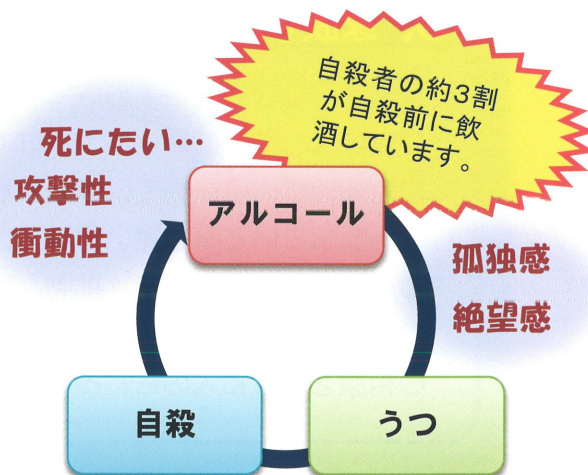 自殺者の約3割
が自殺前に飲
酒しています。
死にたい…
攻撃性
衝動性
アルコール
孤独感
絶望感
自殺
うつ